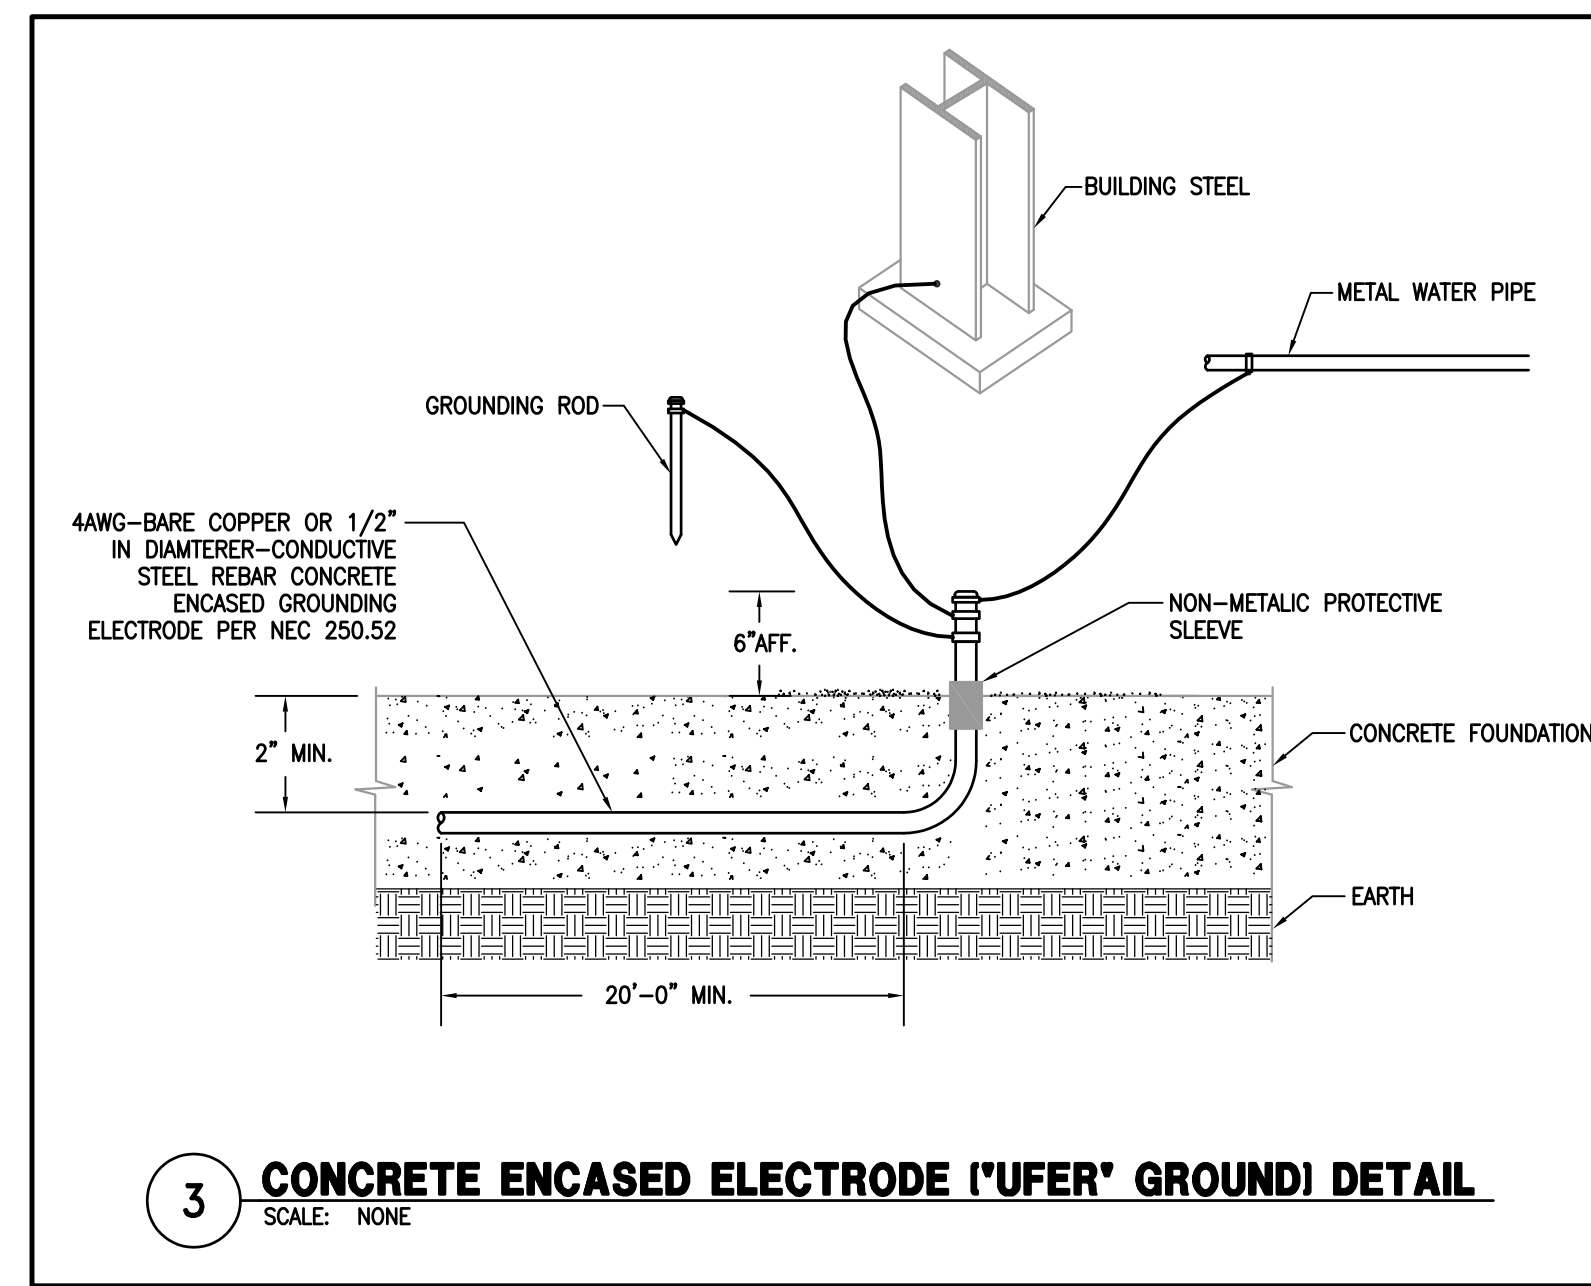 BUILDING STEEL
METAL WATER PIPE
GROUNDING ROD
4AWG-BARE COPPER OR 1/2"
IN DIAMTERER-CONDUCTIVE
STEEL REBAR CONCRETE
ENCASED GROUNDING
ELECTRODE PER NEC 250.52
6"AFF.
NON-METALIC PROTECTIVE
SLEEVE
2" MIN.
CONCRETE FOUNDATION
EARTH
20'-0" MIN.
3
CONCRETE ENCASED ELECTRODE ("UFER" GROUND) DETAIL
SCALE: NONE